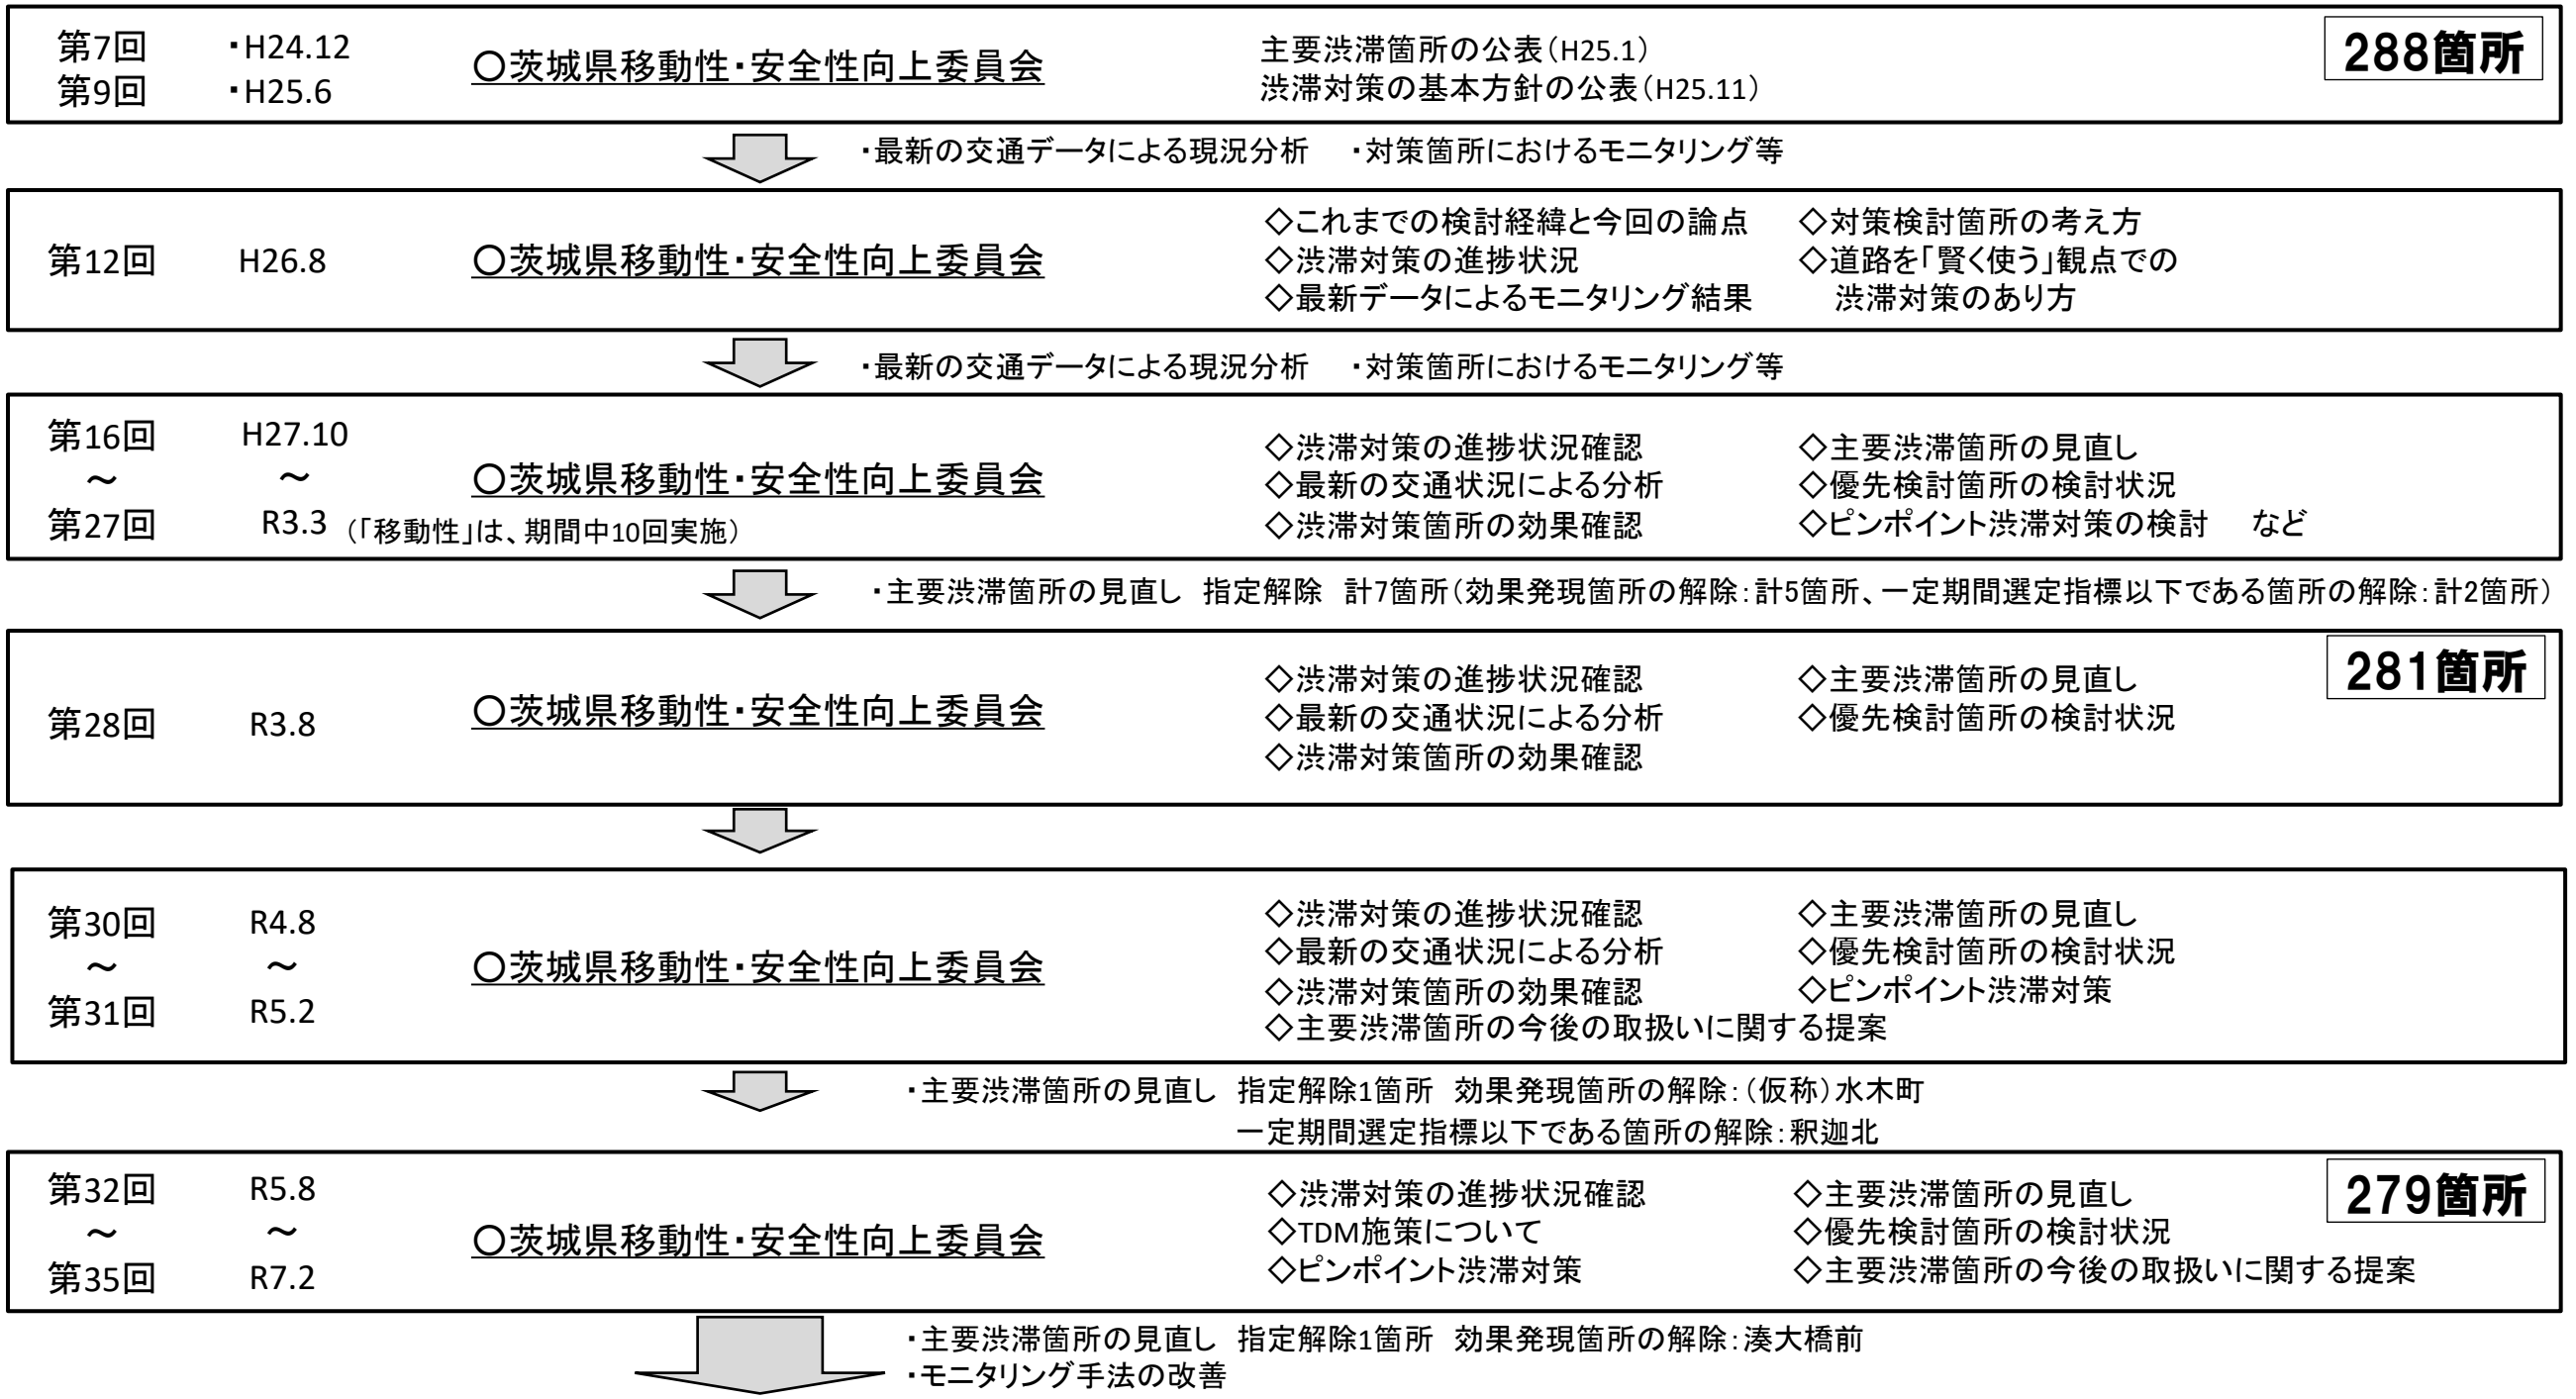 第7回 ・H24.12
第9回 ・H25.6
○茨城県移動性・安全性向上委員会
主要渋滞箇所の公表（H25.1）
渋滞対策の基本方針の公表（H25.11）
288箇所
・最新の交通データによる現況分析 ・対策箇所におけるモニタリング等
第12回 H26.8
○茨城県移動性・安全性向上委員会
◇これまでの検討経緯と今回の論点
◇渋滞対策の進捗状況
◇最新データによるモニタリング結果
◇対策検討箇所の考え方
◇道路を「賢く使う」観点での
渋滞対策のあり方
・最新の交通データによる現況分析 ・対策箇所におけるモニタリング等
第16回 H27.10
～ ～
第27回 R3.3（「移動性」は、期間中10回実施）
○茨城県移動性・安全性向上委員会
◇渋滞対策の進捗状況確認
◇最新の交通状況による分析
◇渋滞対策箇所の効果確認
◇主要渋滞箇所の見直し
◇優先検討箇所の検討状況
◇ピンポイント渋滞対策の検討 など
・主要渋滞箇所の見直し 指定解除 計7箇所（効果発現箇所の解除：計5箇所、一定期間選定指標以下である箇所の解除：計2箇所）
第28回 R3.8
○茨城県移動性・安全性向上委員会
◇渋滞対策の進捗状況確認
◇最新の交通状況による分析
◇渋滞対策箇所の効果確認
◇主要渋滞箇所の見直し
◇優先検討箇所の検討状況
281箇所
第30回 R4.8
～ ～
第31回 R5.2
○茨城県移動性・安全性向上委員会
◇渋滞対策の進捗状況確認
◇最新の交通状況による分析
◇渋滞対策箇所の効果確認
◇主要渋滞箇所の今後の取扱いに関する提案
◇主要渋滞箇所の見直し
◇優先検討箇所の検討状況
◇ピンポイント渋滞対策
・主要渋滞箇所の見直し 指定解除1箇所 効果発現箇所の解除：（仮称）水木町
一定期間選定指標以下である箇所の解除：釈迦北
第32回 R5.8
～ ～
第35回 R7.2
○茨城県移動性・安全性向上委員会
◇渋滞対策の進捗状況確認
◇TDM施策について
◇ピンポイント渋滞対策
◇主要渋滞箇所の見直し
◇優先検討箇所の検討状況
◇主要渋滞箇所の今後の取扱いに関する提案
279箇所
・主要渋滞箇所の見直し 指定解除1箇所 効果発現箇所の解除：湊大橋前
・モニタリング手法の改善